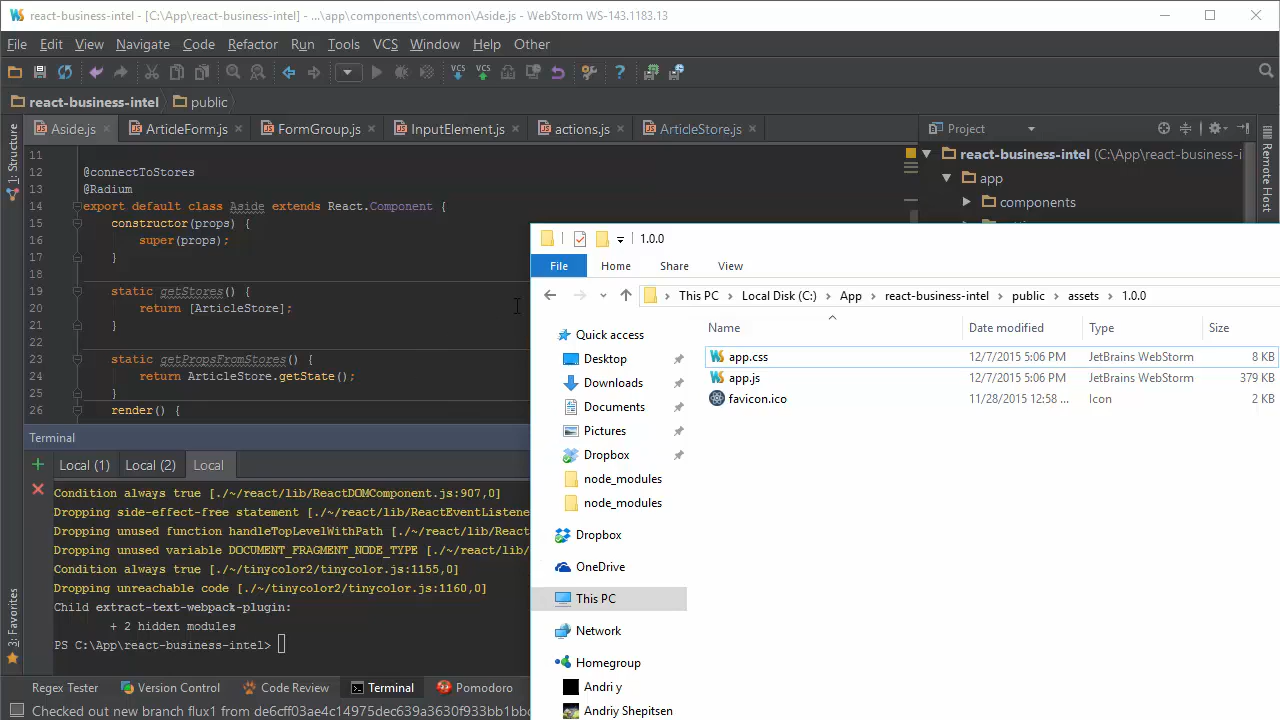 react-business-intel - [C:\App\react-business-intel] - ...\app\components\common\Aside.js - WebStorm WS-143.1183.13
File Edit View Navigate Code Refactor Run Tools VCS Window Help Other
VCS VCS
react-business-intel public
Aside.js ArticleForm.js FormGroup.js InputElement.js actions.js ArticleStore.js
Project
1: Structure
Remote Host
react-business-intel (C:\App\react-business-i
app
components
11
12 @connectToStores
13 @Radium
14 export default class Aside extends React.Component {
15 constructor(props) {
16 super(props);
17 }
18
19 static getStores() {
20 return [ArticleStore];
21 }
22
23 static getPropsFromStores() {
24 return ArticleStore.getState();
25 }
26 render() {
Terminal
Local (1) Local (2) Local
Condition always true [./~/react/lib/ReactDOMComponent.js:907,0]
Dropping side-effect-free statement [./~/react/lib/ReactEventListene
Dropping unused function handleTopLevelWithPath [./~/react/lib/React
Dropping unused variable DOCUMENT_FRAGMENT_NODE_TYPE [./~/react/lib/
Condition always true [./~/tinycolor2/tinycolor.js:1155,0]
Dropping unreachable code [./~/tinycolor2/tinycolor.js:1160,0]
Child extract-text-webpack-plugin:
+ 2 hidden modules
PS C:\App\react-business-intel>
2: Favorites
Regex Tester Version Control Code Review Terminal Pomodoro
Checked out new branch flux1 from de6cff03ae4c14975dec639a3630f933bb1bbc
1.0.0
File Home Share View
This PC Local Disk (C:) App react-business-intel public assets 1.0.0
Name Date modified Type Size
app.css 12/7/2015 5:06 PM JetBrains WebStorm 8 KB
app.js 12/7/2015 5:06 PM JetBrains WebStorm 379 KB
favicon.ico 11/28/2015 12:58 ... Icon 2 KB
Quick access
Desktop
Downloads
Documents
Pictures
Dropbox
node_modules
node_modules
Dropbox
OneDrive
This PC
Network
Homegroup
Andri y
Andriy Shepitsen